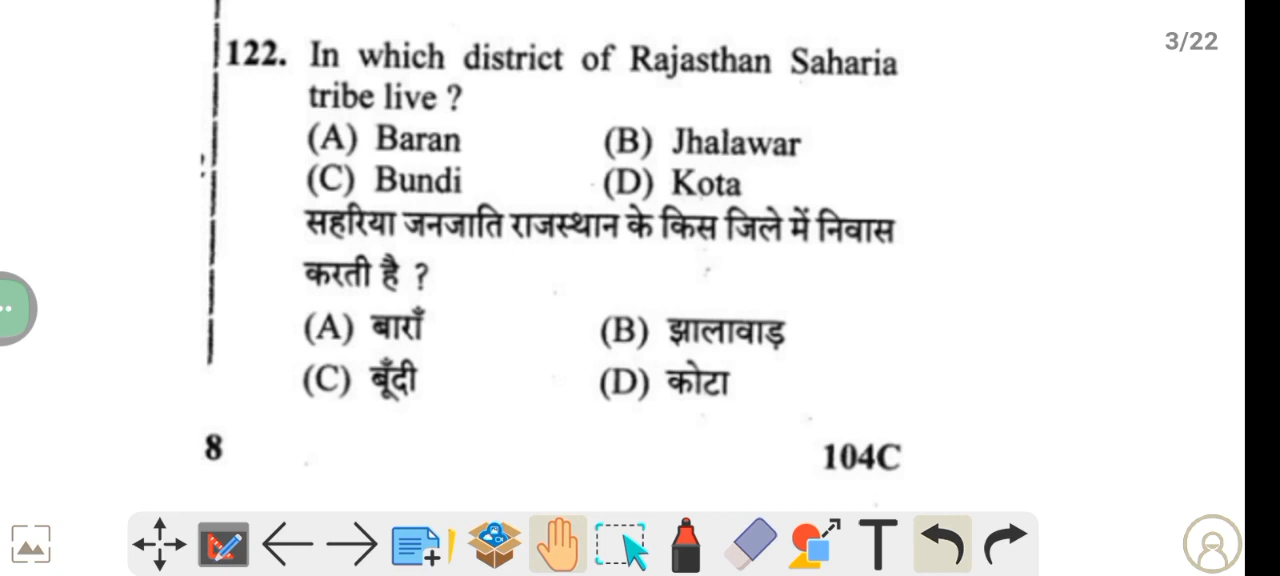 3/22
122. In which district of Rajasthan Saharia
tribe live ?
(A) Baran (B) Jhalawar
(C) Bundi (D) Kota
सहरिया जनजाति राजस्थान के किस जिले में निवास
करती है ?
(A) बाराँ (B) झालावाड़
(C) बूँदी (D) कोटा
8 104C
T